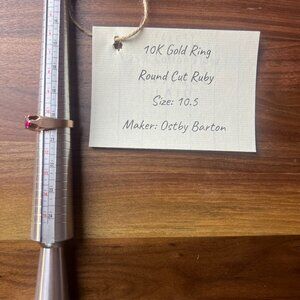 10K Gold Ring
Round Cut Ruby
Size: 10.5
Maker: Ostby Barton